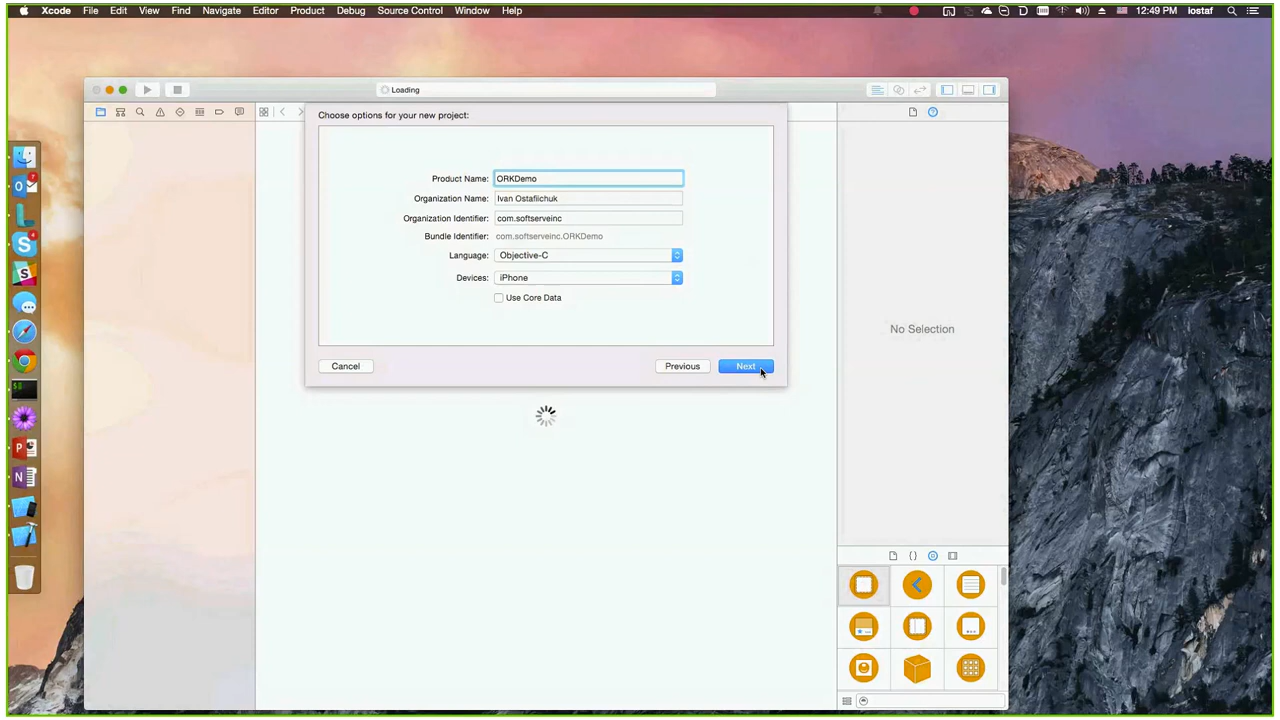 Xcode File Edit View Find Navigate Editor Product Debug Source Control Window Help 12:49 PM iostaf
Loading
Choose options for your new project:
Product Name: ORKDemo
Organization Name: Ivan Ostafiichuk
Organization Identifier: com.softserveinc
Bundle Identifier: com.softserveinc.ORKDemo
Language: Objective-C
Devices: iPhone
Use Core Data
No Selection
Cancel Previous Next